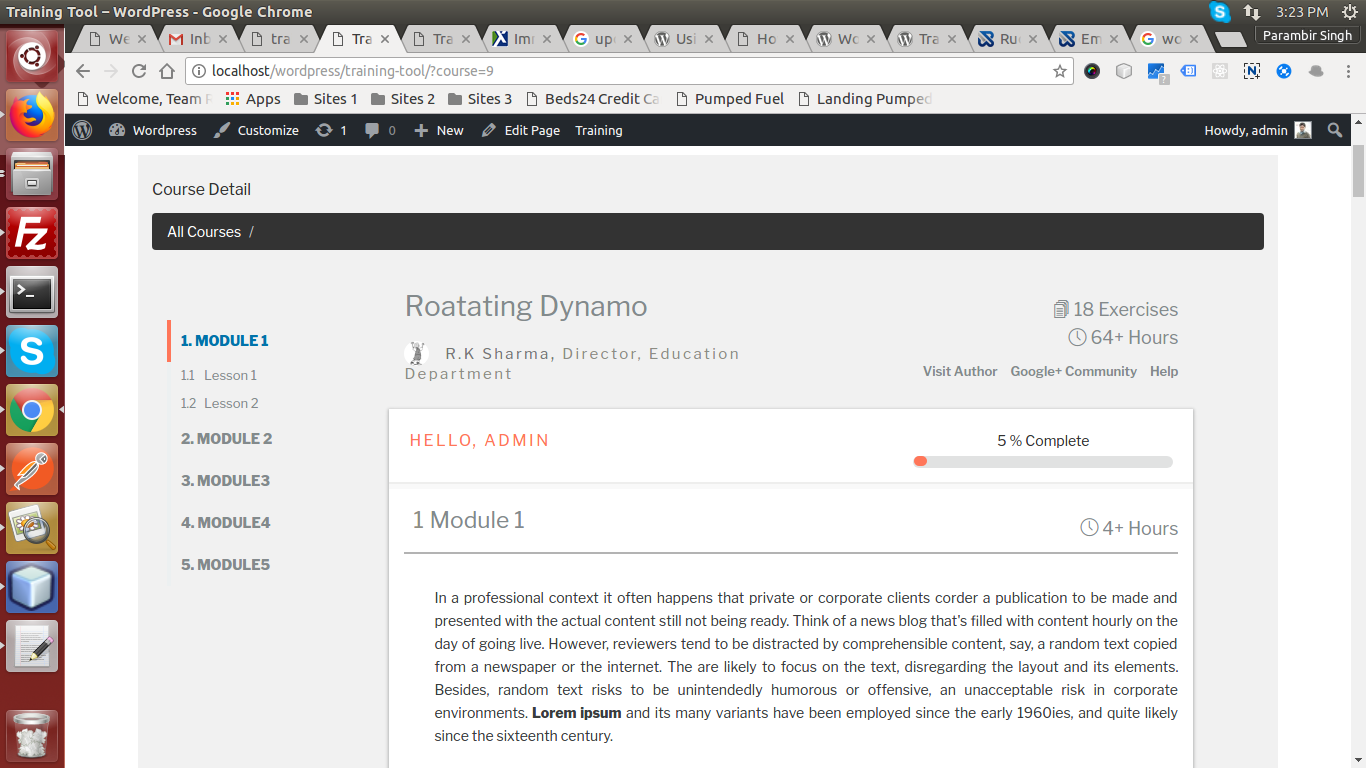 Training Tool – WordPress - Google Chrome
3:23 PM
We
Inb
tra
Tra
Tra
Imr
upc
Usi
Ho
Wo
Tra
Ruc
Em
wo
Parambir Singh
localhost/wordpress/training-tool/?course=9
Welcome, Team
Apps
Sites 1
Sites 2
Sites 3
Beds24 Credit Ca
Pumped Fuel
Landing Pumped
Wordpress
Customize
1
0
New
Edit Page
Training
Howdy, admin
Course Detail
All Courses /
Roatating Dynamo
18 Exercises
64+ Hours
R.K Sharma, Director, Education
Department
Visit Author Google+ Community Help
1. MODULE 1
1.1 Lesson 1
1.2 Lesson 2
2. MODULE 2
3. MODULE3
4. MODULE4
5. MODULE5
HELLO, ADMIN
5 % Complete
1 Module 1
4+ Hours
In a professional context it often happens that private or corporate clients corder a publication to be made and
presented with the actual content still not being ready. Think of a news blog that's filled with content hourly on the
day of going live. However, reviewers tend to be distracted by comprehensible content, say, a random text copied
from a newspaper or the internet. The are likely to focus on the text, disregarding the layout and its elements.
Besides, random text risks to be unintendedly humorous or offensive, an unacceptable risk in corporate
environments. Lorem ipsum and its many variants have been employed since the early 1960ies, and quite likely
since the sixteenth century.